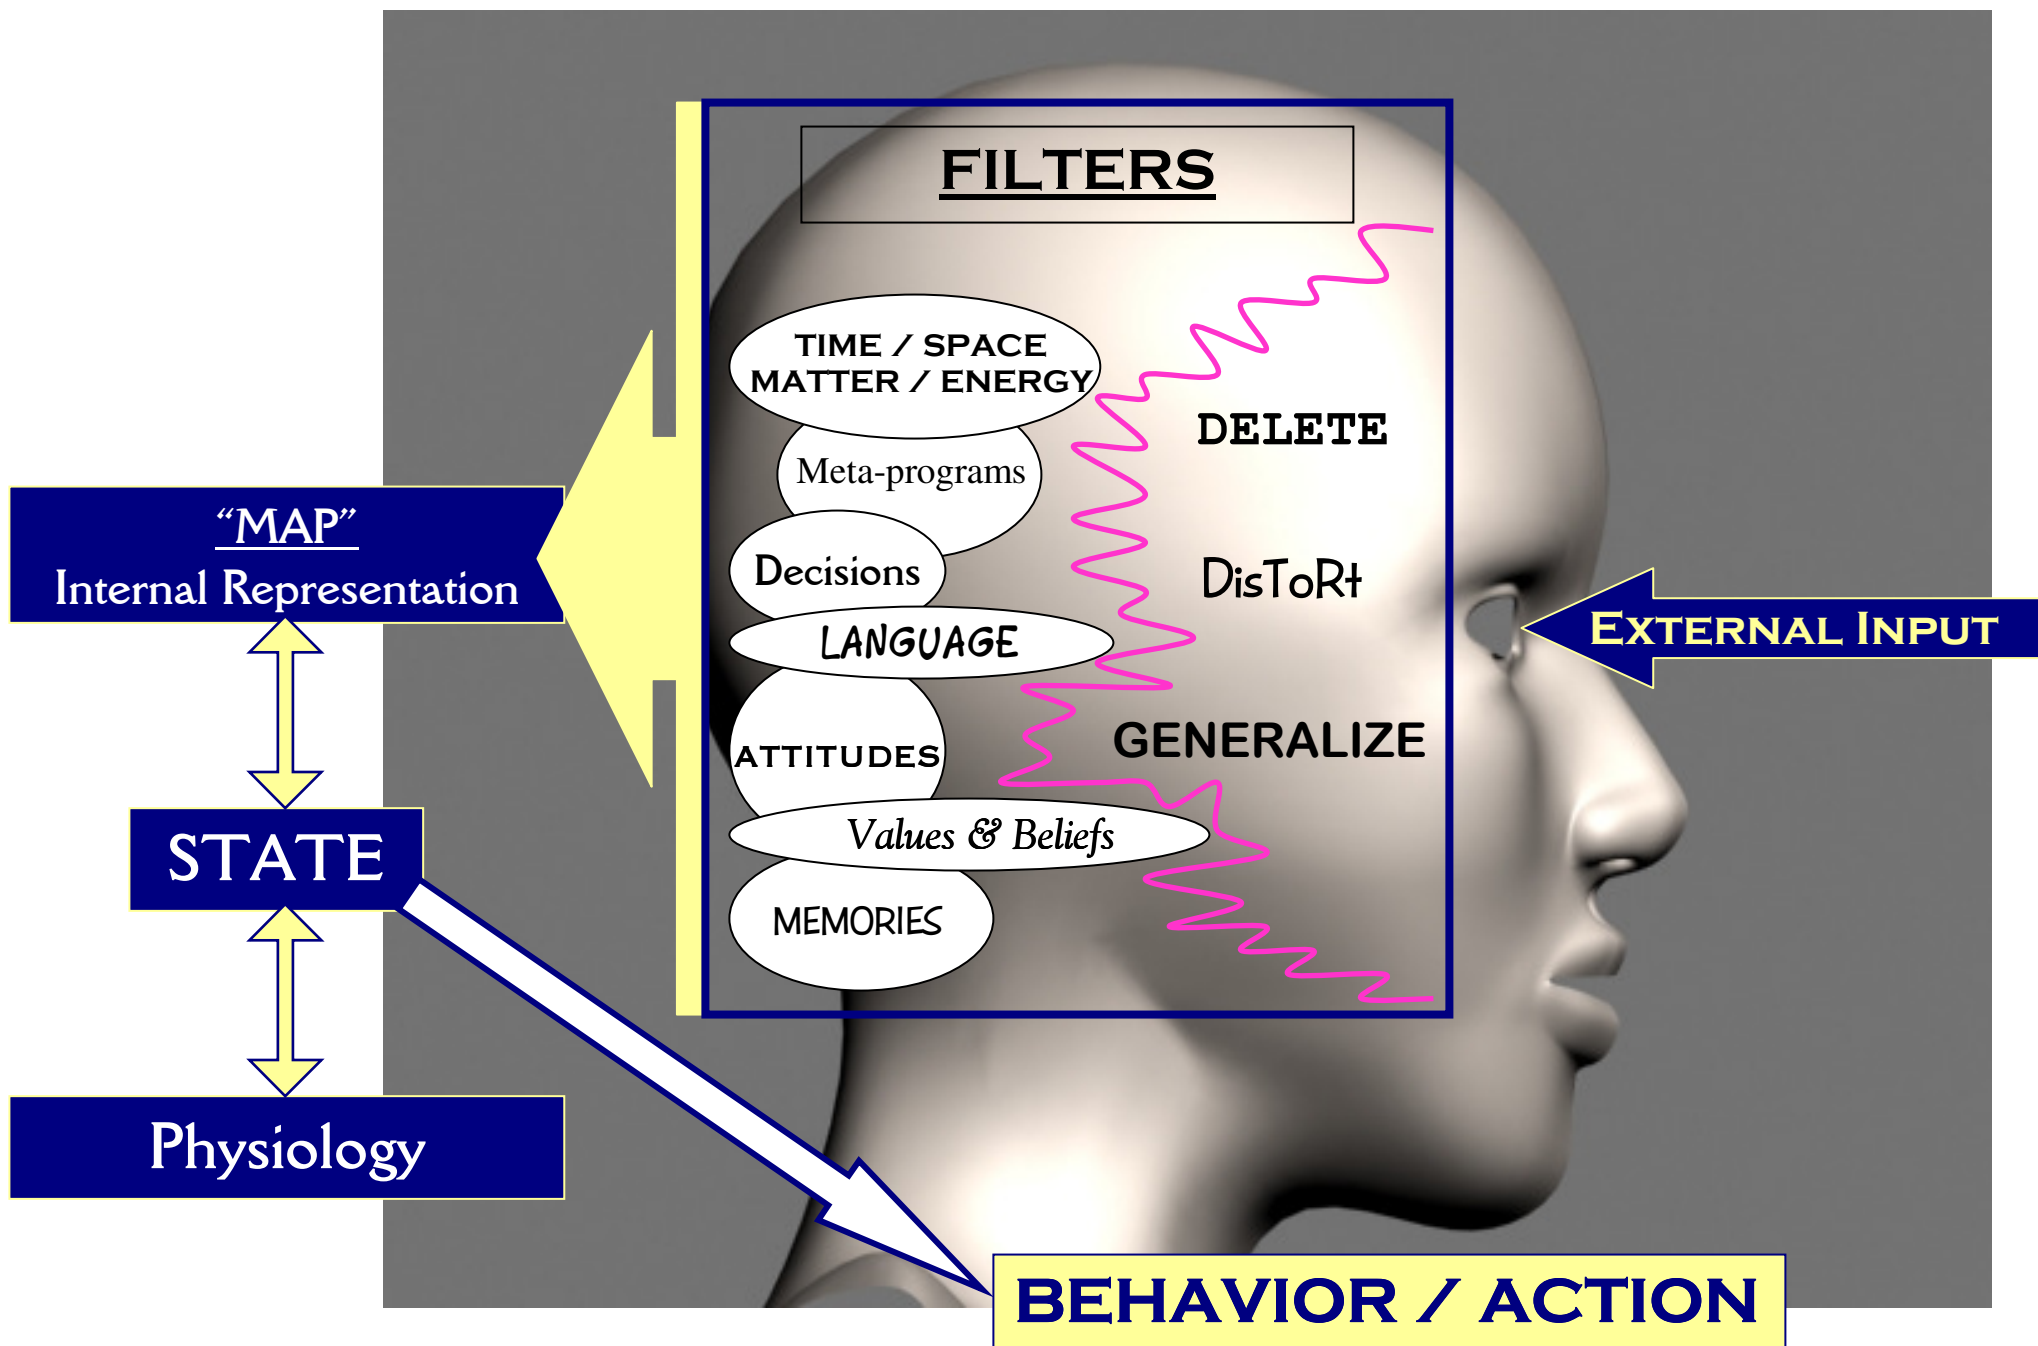 FILTERS
TIME / SPACE
MATTER / ENERGY
Meta-programs
Decisions
LANGUAGE
ATTITUDES
Values & Beliefs
MEMORIES
DELETE
DisToRt
GENERALIZE
EXTERNAL INPUT
“MAP”
Internal Representation
STATE
Physiology
BEHAVIOR / ACTION